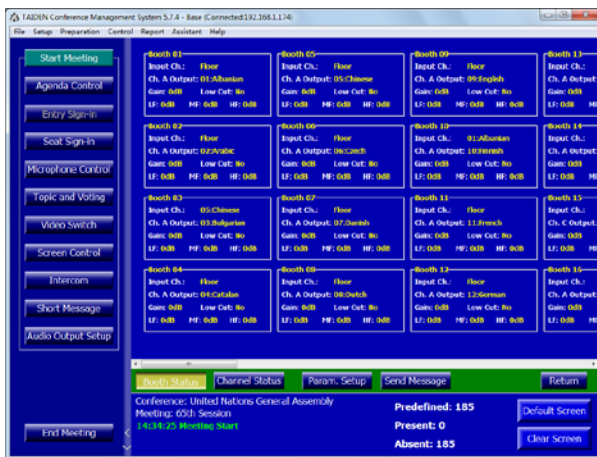 TAIDEN Conference Management System 5.7.4 - Base (Connected:192.168.1.174)
File Setup Preparation Control Report Assistant Help
Start Meeting
Agenda Control
Entry Sign-in
Seat Sign-in
Microphone Control
Topic and Voting
Video Switch
Screen Control
Intercom
Short Message
Audio Output Setup
End Meeting
Booth 01
Input Ch.: Floor
Ch. A Output: 01:Albanian
Gain: 0dB Low Cut: No
LF: 0dB MF: 0dB HF: 0dB
Booth 05
Input Ch.: Floor
Ch. A Output: 05:Chinese
Gain: 0dB Low Cut: No
LF: 0dB MF: 0dB HF: 0dB
Booth 09
Input Ch.: Floor
Ch. A Output: 09:English
Gain: 0dB Low Cut: No
LF: 0dB MF: 0dB HF: 0dB
Booth 13
Input Ch.:
Ch. A Output:
Gain: 0dB
LF: 0dB
Booth 02
Input Ch.: Floor
Ch. A Output: 02:Arabic
Gain: 0dB Low Cut: No
LF: 0dB MF: 0dB HF: 0dB
Booth 06
Input Ch.: Floor
Ch. A Output: 06:Czech
Gain: 0dB Low Cut: No
LF: 0dB MF: 0dB HF: 0dB
Booth 10
Input Ch.: 01:Albanian
Ch. A Output: 10:Finnish
Gain: 0dB Low Cut: No
LF: 0dB MF: 0dB HF: 0dB
Booth 14
Input Ch.:
Ch. A Output:
Gain: 0dB
LF: 0dB
Booth 03
Input Ch.: 05:Chinese
Ch. A Output: 03:Bulgarian
Gain: 0dB Low Cut: No
LF: 0dB MF: 0dB HF: 0dB
Booth 07
Input Ch.: Floor
Ch. A Output: 07:Danish
Gain: 0dB Low Cut: No
LF: 0dB MF: 0dB HF: 0dB
Booth 11
Input Ch.: Floor
Ch. A Output: 11:French
Gain: 0dB Low Cut: No
LF: 0dB MF: 0dB HF: 0dB
Booth 15
Input Ch.:
Ch. C Output:
Gain: 0dB
LF: 0dB
Booth 04
Input Ch.: Floor
Ch. A Output: 04:Catalan
Gain: 0dB Low Cut: No
LF: 0dB MF: 0dB HF: 0dB
Booth 08
Input Ch.: Floor
Ch. A Output: 08:Dutch
Gain: 0dB Low Cut: No
LF: 0dB MF: 0dB HF: 0dB
Booth 12
Input Ch.: Floor
Ch. A Output: 12:German
Gain: 0dB Low Cut: No
LF: 0dB MF: 0dB HF: 0dB
Booth 16
Input Ch.:
Ch. A Output:
Gain: 0dB
LF: 0dB
Booth Status Channel Status Param. Setup Send Message Return
Conference: United Nations General Assembly
Meeting: 65th Session
14:34:25 Meeting Start
Predefined: 185
Present: 0
Absent: 185
Default Screen
Clear Screen